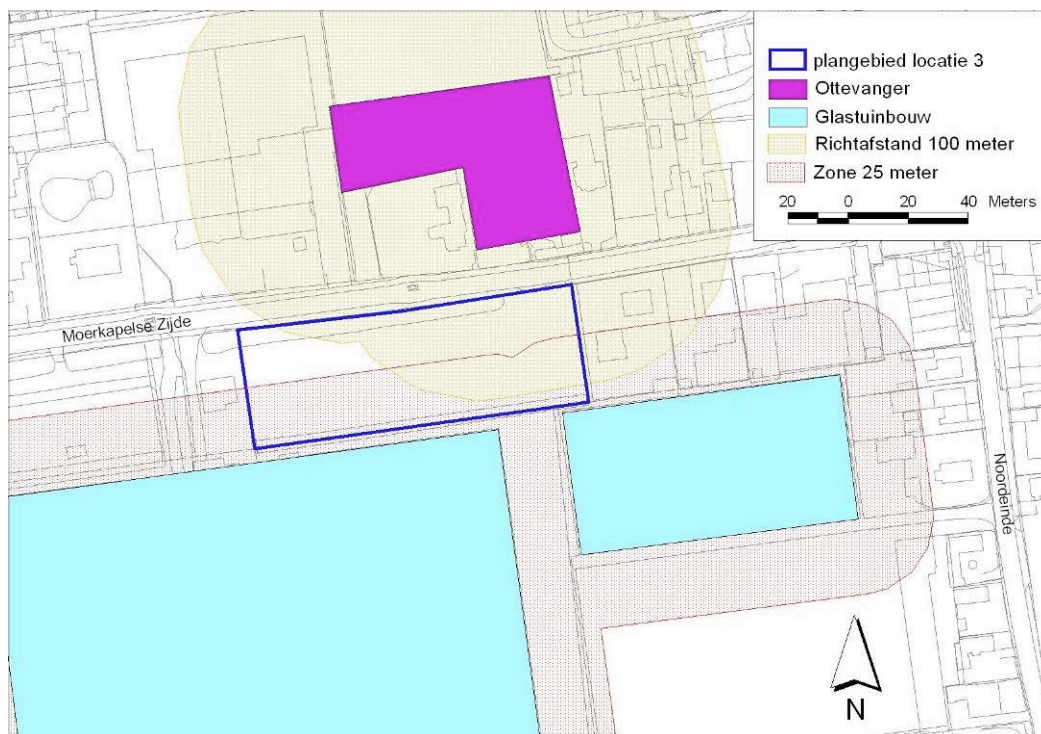 plangebied locatie 3
Ottevanger
Glastuinbouw
Richtafstand 100 meter
Zone 25 meter
20 0 20 40 Meters
Moerkapelse Zijde
Noordeinde
N